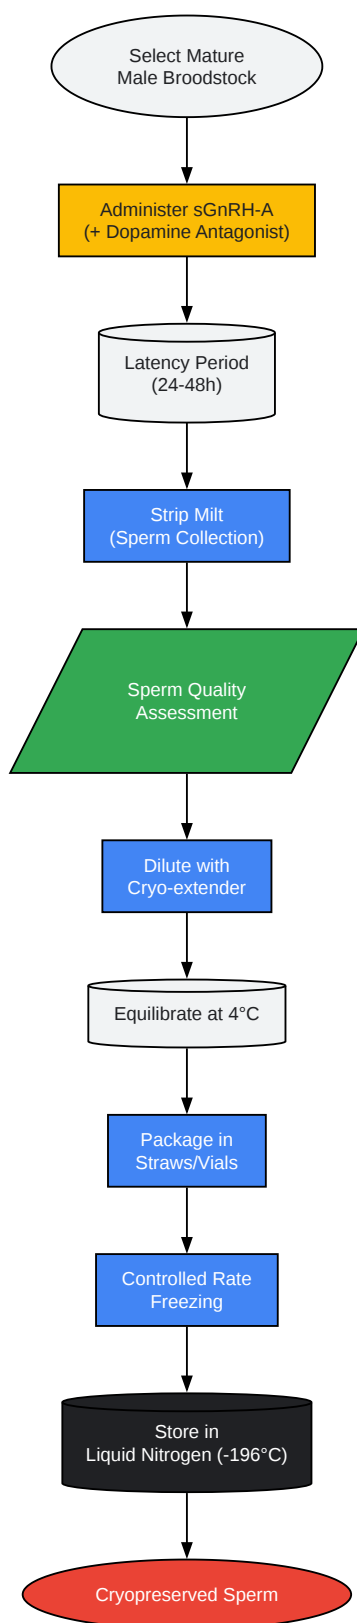 Select Mature
Male Broodstock
Administer sGnRH-A
(+ Dopamine Antagonist)
Latency Period
(24-48h)
Strip Milt
(Sperm Collection)
Sperm Quality
Assessment
Dilute with
Cryo-extender
Equilibrate at 4°C
Package in
Straws/Vials
Controlled Rate
Freezing
Store in
Liquid Nitrogen (-196°C)
Cryopreserved Sperm